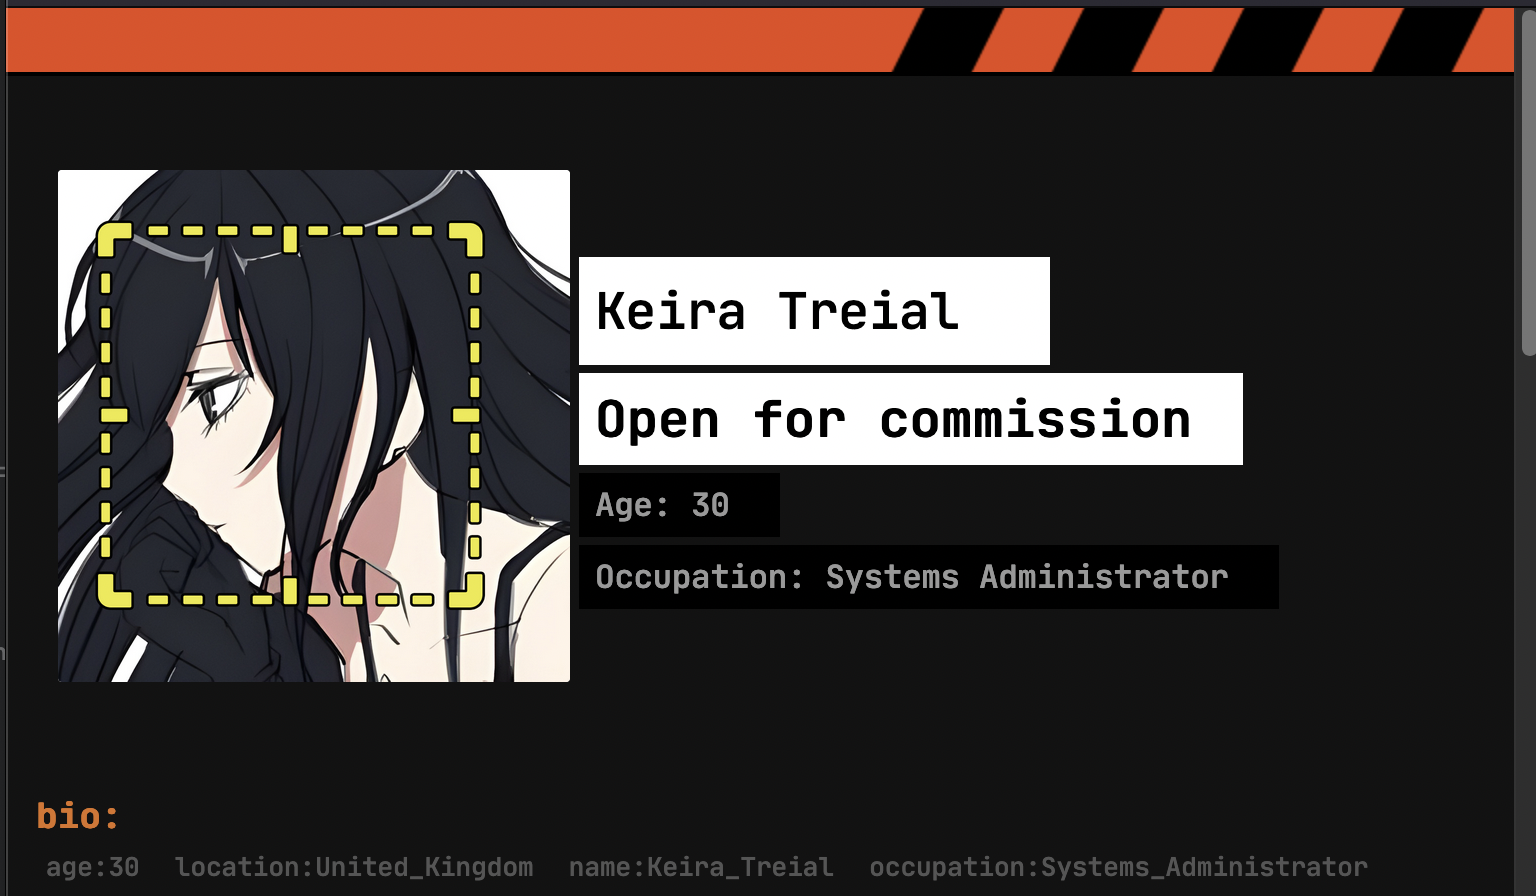 Keira Treial
Open for commission
Age: 30
Occupation: Systems Administrator
bio:
age:30 location:United_Kingdom name:Keira_Treial occupation:Systems_Administrator